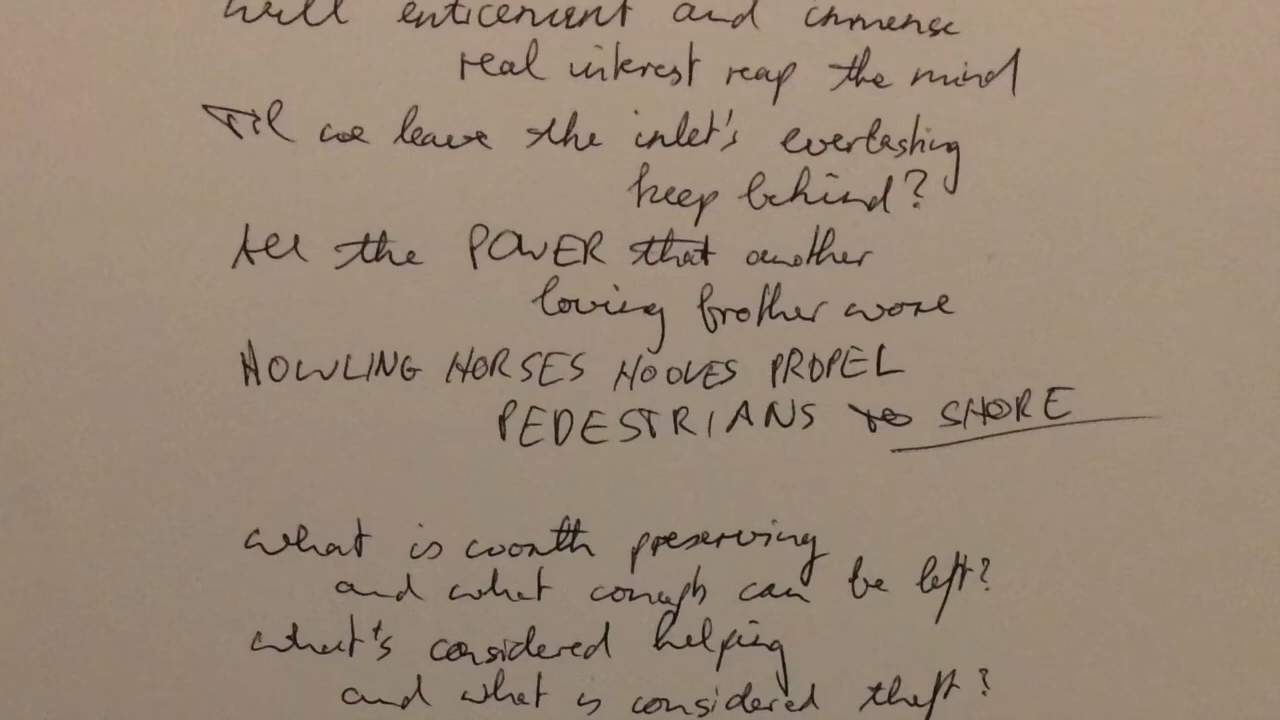 will enticement and immense
real interest reap the mind
Til we leave the inlet's everlasting
keep behind?
All the POWER that another
loving brother wore
HOWLING HORSES HOOVES PROPEL
PEDESTRIANS to SHORE
what is worth preserving
and what can be left?
what's considered helping
and what is considered theft?